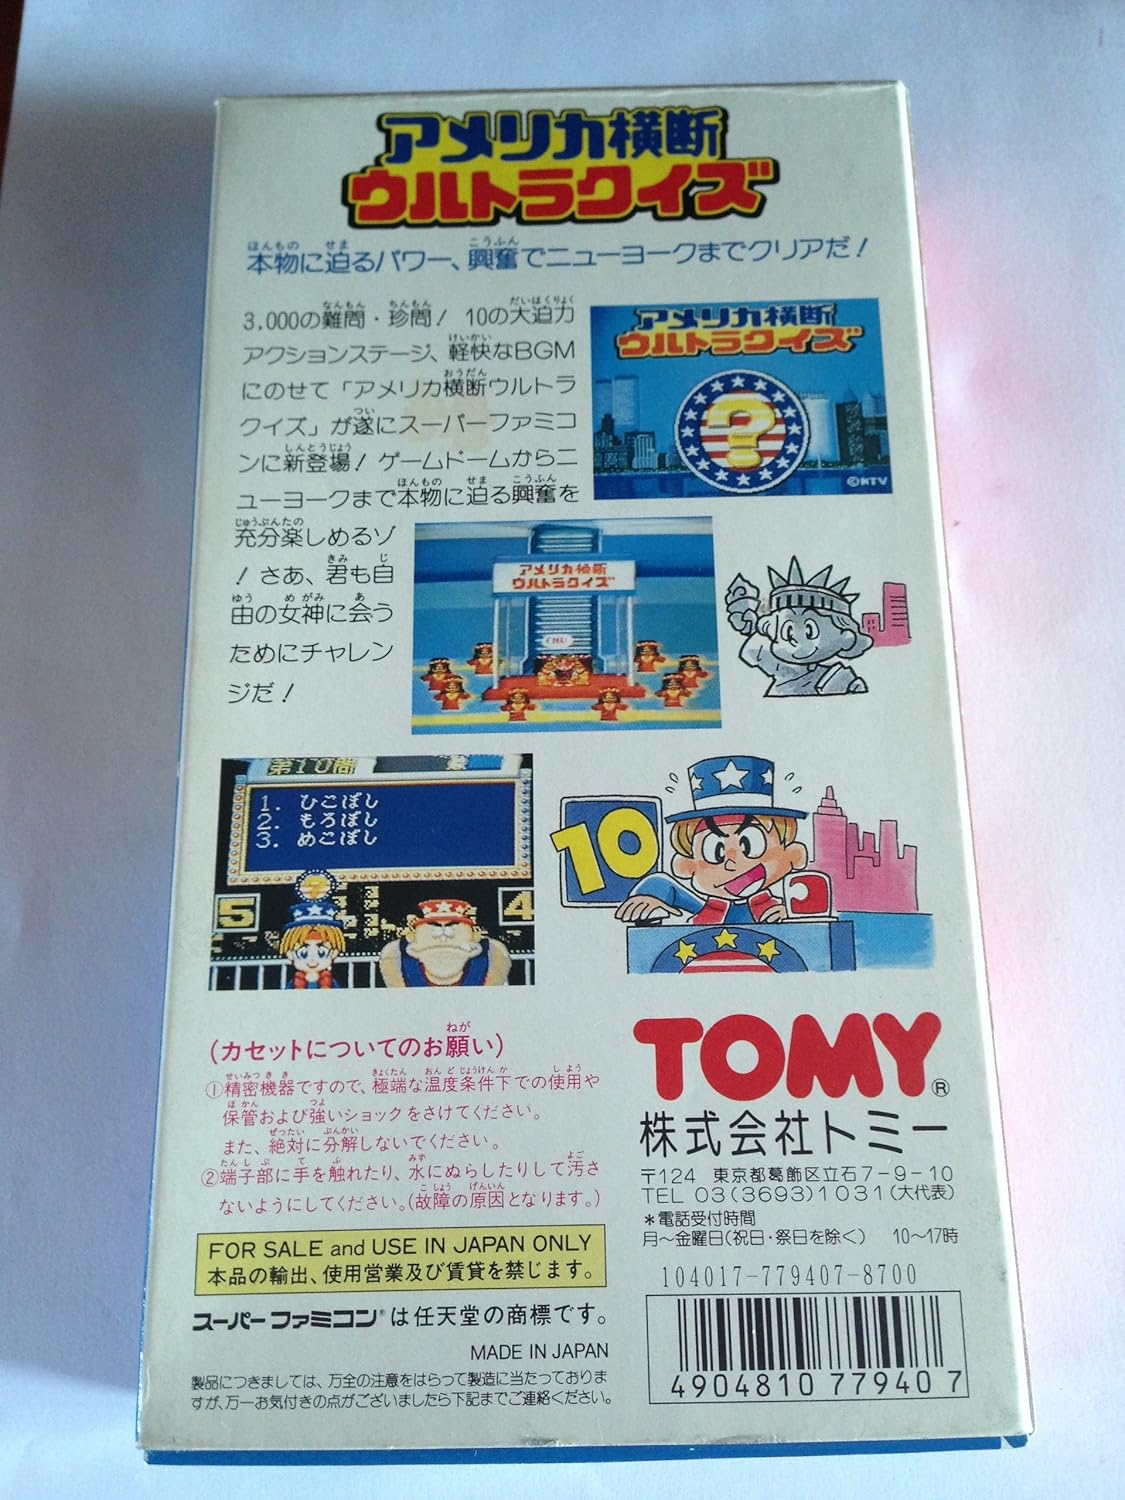 アメリカ横断
ウルトラクイズ
本物に迫るパワー、興奮でニューヨークまでクリアだ！
3,000の難問・珍問！ 10の大迫力
アクションステージ、軽快なBGM
にのせて「アメリカ横断ウルトラ
クイズ」が遂にスーパーファミコ
ンに新登場！ゲームドームからニ
ューヨークまで本物に迫る興奮を
充分楽しめるゾ
！さあ、君も自
由の女神に会う
ためにチャレン
ジだ！
アメリカ横断
ウルトラクイズ
?
©NTV
アメリカ横断
ウルトラクイズ
第10問
1. ひこぼし
2. もろぼし
3. めこぼし
5
4
10
(カセットについてのお願い)
①精密機器ですので、極端な温度条件下での使用や
保管および強いショックをさけてください。
また、絶対に分解しないでください。
②端子部に手を触れたり、水にぬらしたりして汚さ
ないようにしてください。(故障の原因となります。)
FOR SALE and USE IN JAPAN ONLY
本品の輸出、使用営業及び賃貸を禁じます。
スーパーファミコン®は任天堂の商標です。
MADE IN JAPAN
製品につきましては、万全の注意をはらって製造に当たっておりま
すが、万一お気付きの点がございましたら下記までご連絡ください。
TOMY®
株式会社トミー
〒124 東京都葛飾区立石7-9-10
TEL 03(3693)1031(大代表)
＊電話受付時間
月〜金曜日(祝日・祭日を除く) 10〜17時
104017-779407-8700
4904810779407